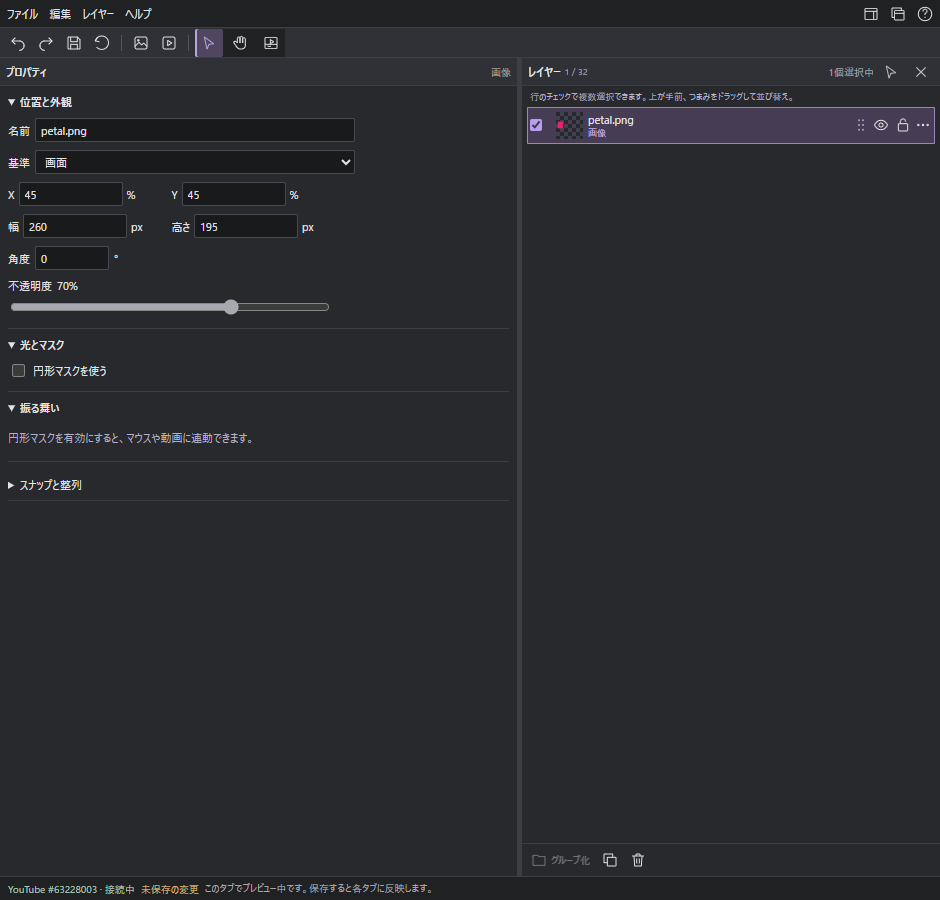 ファイル 編集 レイヤー ヘルプ
プロパティ 画像
▼ 位置と外観
名前 petal.png
基準 画面
X 45 % Y 45 %
幅 260 px 高さ 195 px
角度 0 °
不透明度 70%
▼ 光とマスク
円形マスクを使う
▼ 振る舞い
円形マスクを有効にすると、マウスや動画に連動できます。
▶ スナップと整列
レイヤー 1 / 32 1個選択中
行のチェックで複数選択できます。上が手前、つまみをドラッグして並び替え。
petal.png
画像
グループ化
YouTube #63228003 · 接続中 未保存の変更 このタブでプレビュー中です。保存すると各タブに反映します。